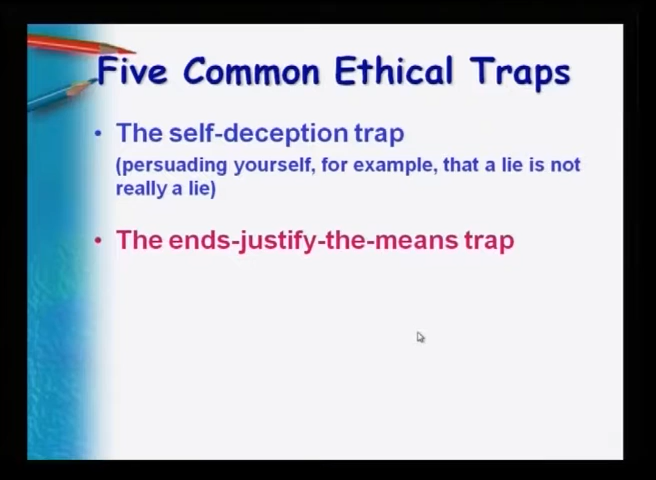 Five Common Ethical Traps
• The self-deception trap
(persuading yourself, for example, that a lie is not
really a lie)
• The ends-justify-the-means trap